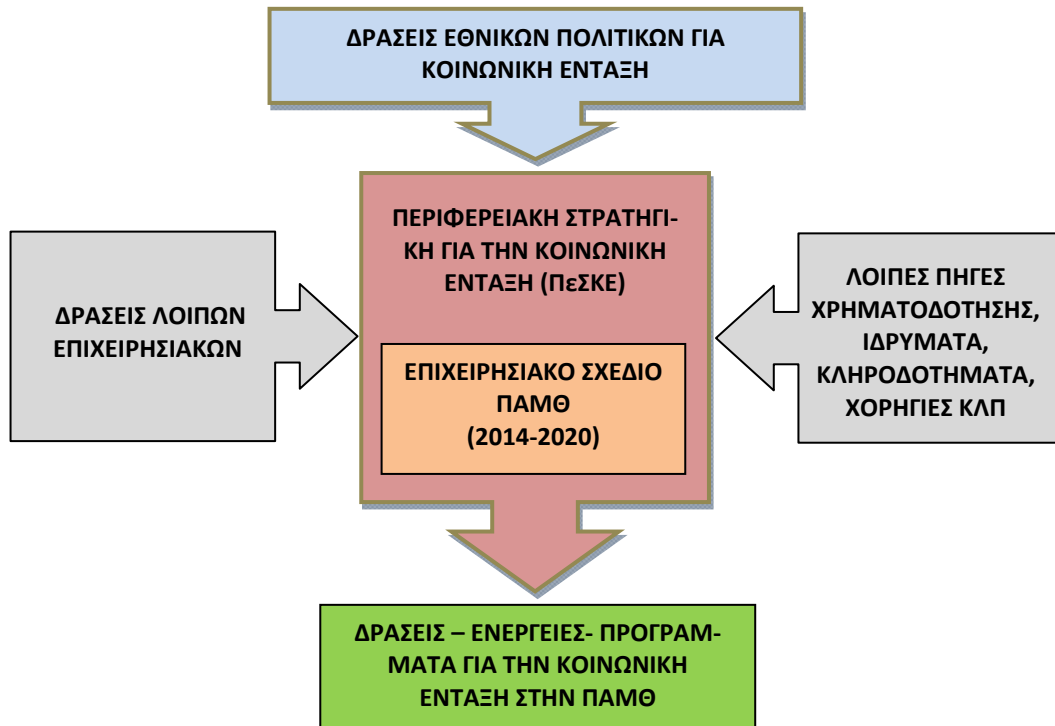 ΔΡΑΣΕΙΣ ΕΘΝΙΚΩΝ ΠΟΛΙΤΙΚΩΝ ΓΙΑ
ΚΟΙΝΩΝΙΚΗ ΕΝΤΑΞΗ
ΠΕΡΙΦΕΡΕΙΑΚΗ ΣΤΡΑΤΗΓΙ-
ΚΗ ΓΙΑ ΤΗΝ ΚΟΙΝΩΝΙΚΗ
ΕΝΤΑΞΗ (ΠεΣΚΕ)
ΔΡΑΣΕΙΣ ΛΟΙΠΩΝ
ΕΠΙΧΕΙΡΗΣΙΑΚΩΝ
ΕΠΙΧΕΙΡΗΣΙΑΚΟ ΣΧΕΔΙΟ
ΠΑΜΘ
(2014-2020)
ΛΟΙΠΕΣ ΠΗΓΕΣ
ΧΡΗΜΑΤΟΔΟΤΗΣΗΣ,
ΙΔΡΥΜΑΤΑ,
ΚΛΗΡΟΔΟΤΗΜΑΤΑ,
ΧΟΡΗΓΙΕΣ ΚΛΠ
ΔΡΑΣΕΙΣ – ΕΝΕΡΓΕΙΕΣ- ΠΡΟΓΡΑΜ-
ΜΑΤΑ ΓΙΑ ΤΗΝ ΚΟΙΝΩΝΙΚΗ
ΕΝΤΑΞΗ ΣΤΗΝ ΠΑΜΘ